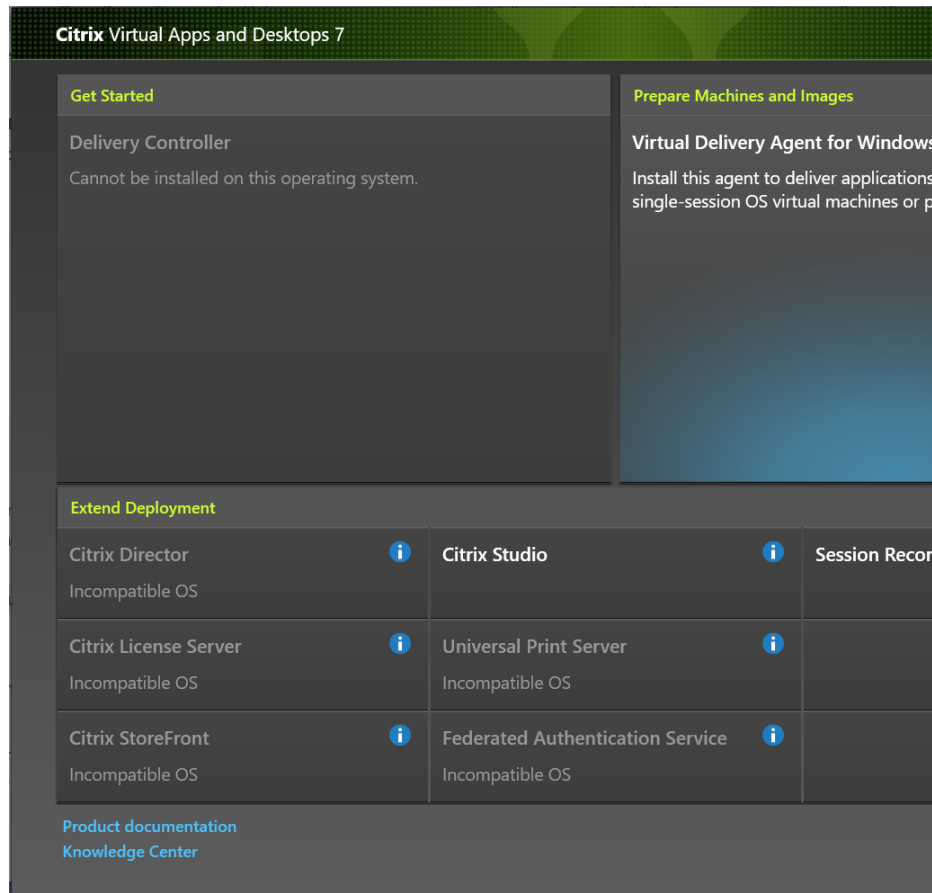 Citrix Virtual Apps and Desktops 7
Get Started
Delivery Controller
Cannot be installed on this operating system.
Prepare Machines and Images
Virtual Delivery Agent for Windows
Install this agent to deliver applications
single-session OS virtual machines or
Extend Deployment
Citrix Director
Incompatible OS
Citrix Studio
Session
Citrix License Server
Incompatible OS
Universal Print Server
Incompatible OS
Citrix StoreFront
Incompatible OS
Federated Authentication Service
Incompatible OS
Product documentation
Knowledge Center